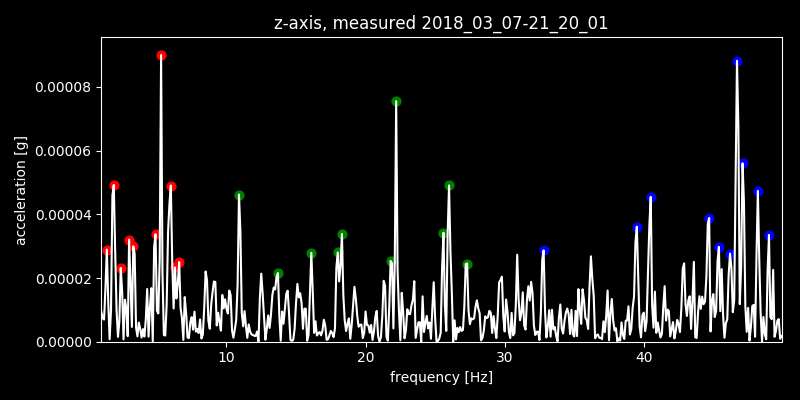 z-axis, measured 2018_03_07-21_20_01
acceleration [g]
0.00008
0.00006
0.00004
0.00002
0.00000
10 20 30 40
frequency [Hz]